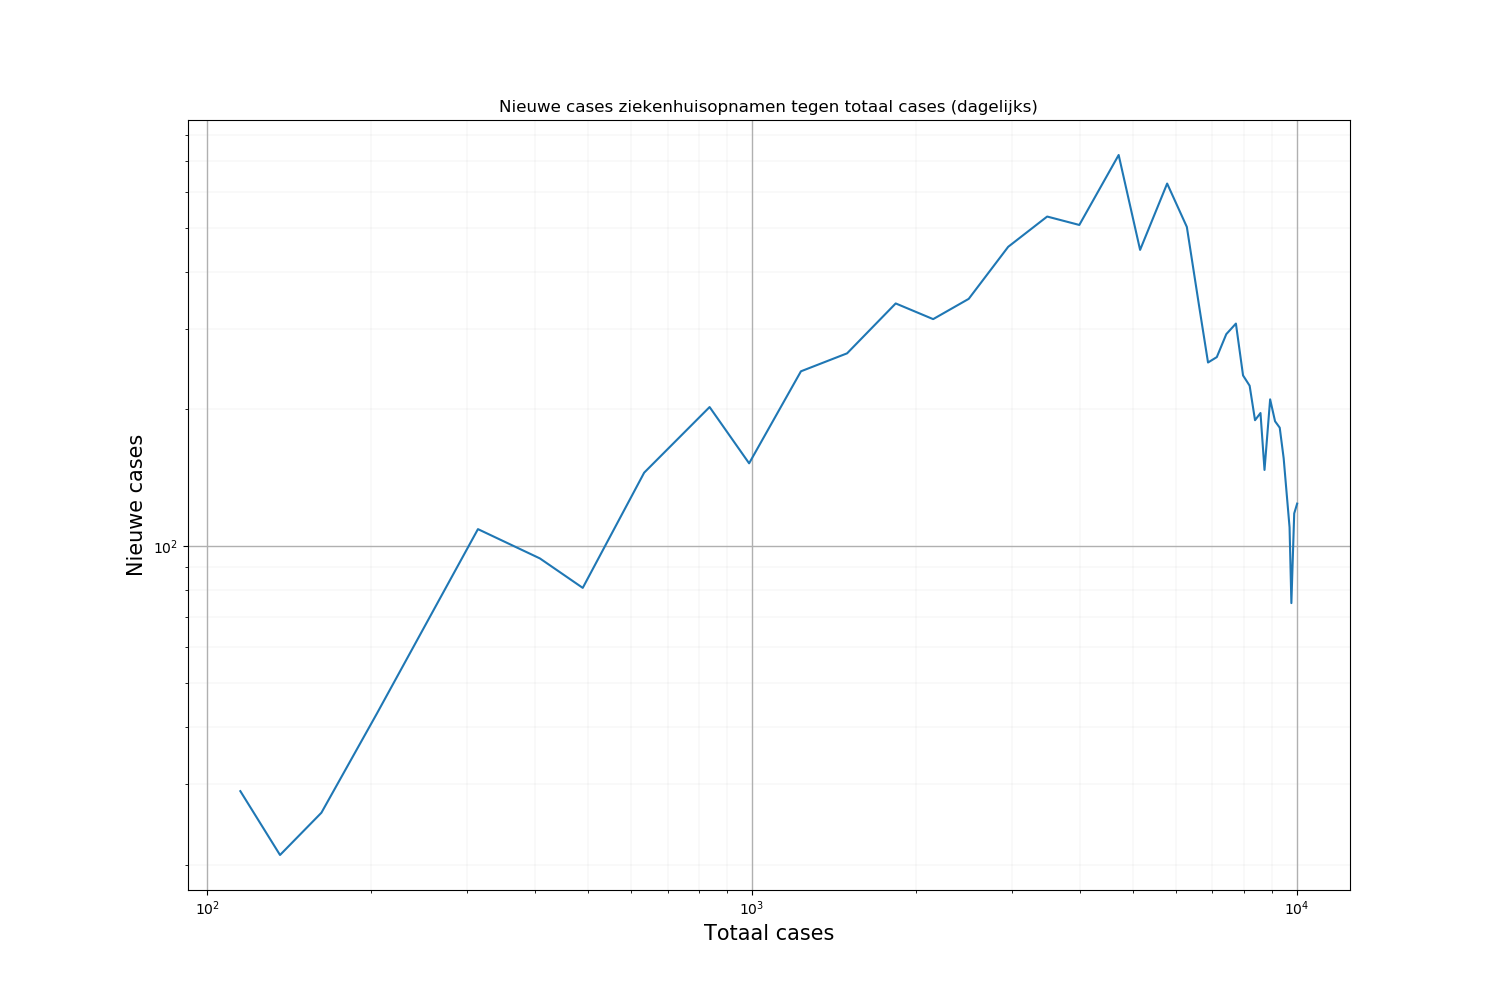 Nieuwe cases ziekenhuisopnamen tegen totaal cases (dagelijks)
Nieuwe cases
10²
10² 10³ 10⁴
Totaal cases